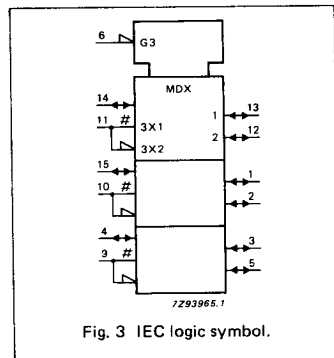 6 G3
MDX
14 1 13
11 # 3X1 2 12
3X2
15 1
10 # 2
4 3
9 # 5
7Z93965.1
Fig. 3 IEC logic symbol.